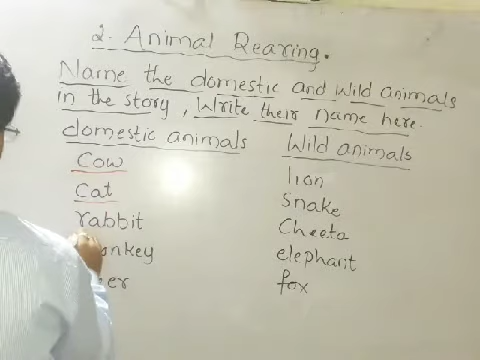 2. Animal Rearing.
Name the domestic and wild animals
in the story, Write their name here.
domestic animals
Cow
Cat
rabbit
Wild animals
lion
Snake
Cheeta
elephant
fox